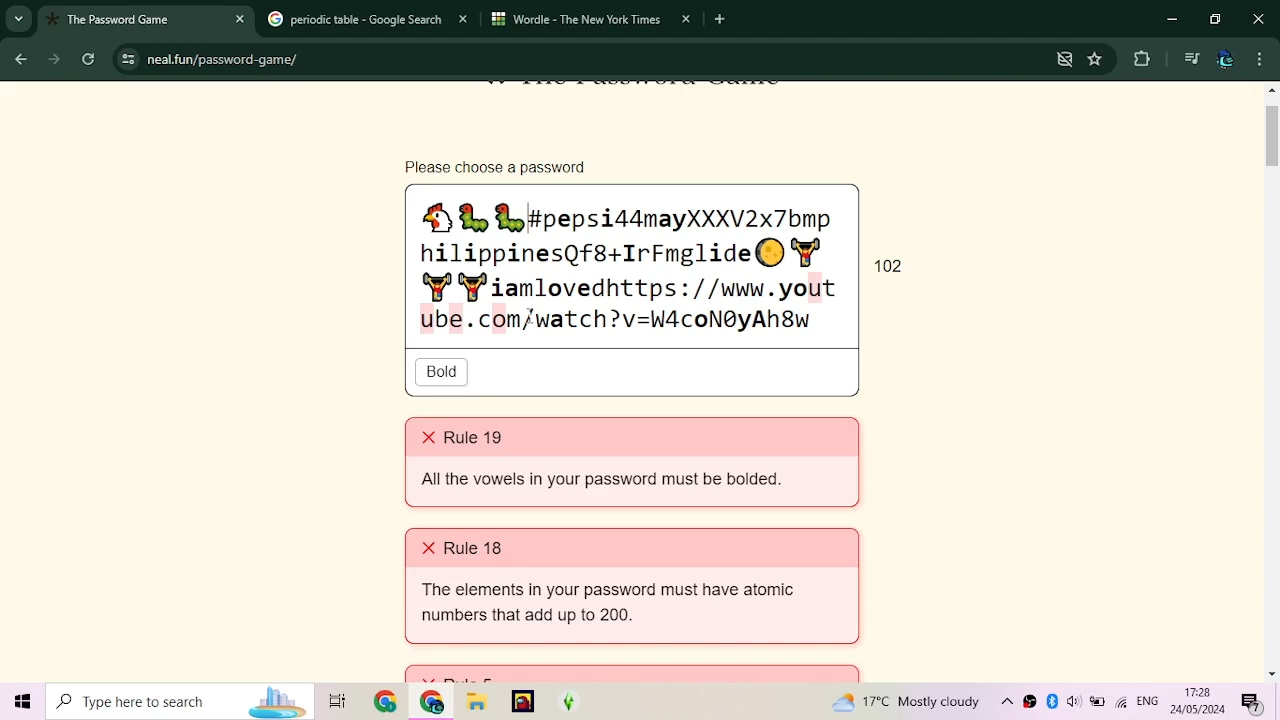 The Password Game
periodic table - Google Search
Wordle - The New York Times
neal.fun/password-game/
Please choose a password
🐔🐛🐛#pepsi44mayXXXV2x7bmp
hilippinesQf8+IrFmglide🌔🏋️
🏋️🏋️iamlovedhttps://www.yout
ube.com/watch?v=W4coN0yAh8w
102
Bold
Rule 19
All the vowels in your password must be bolded.
Rule 18
The elements in your password must have atomic
numbers that add up to 200.
Type here to search
17°C Mostly cloudy
ENG
17:28
24/05/2024
7